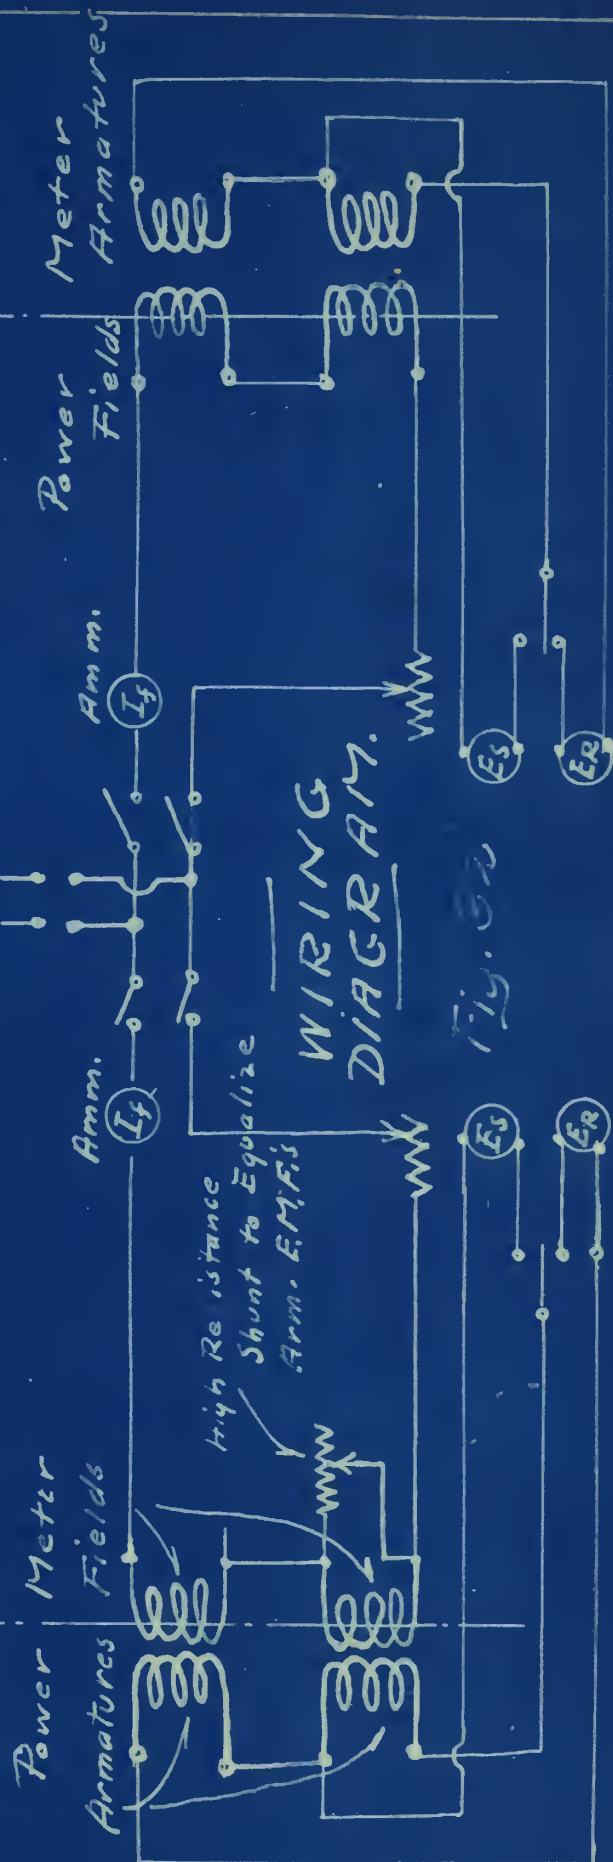 Power Meter
Armatures Fields
High Resistance
Shunt to Equalize
Arm. E.M.F.'s
Amm.
If
Amm.
If
Power Meter
Fields Armatures
WIRING
DIAGRAM.
Es
ER
Es
ER